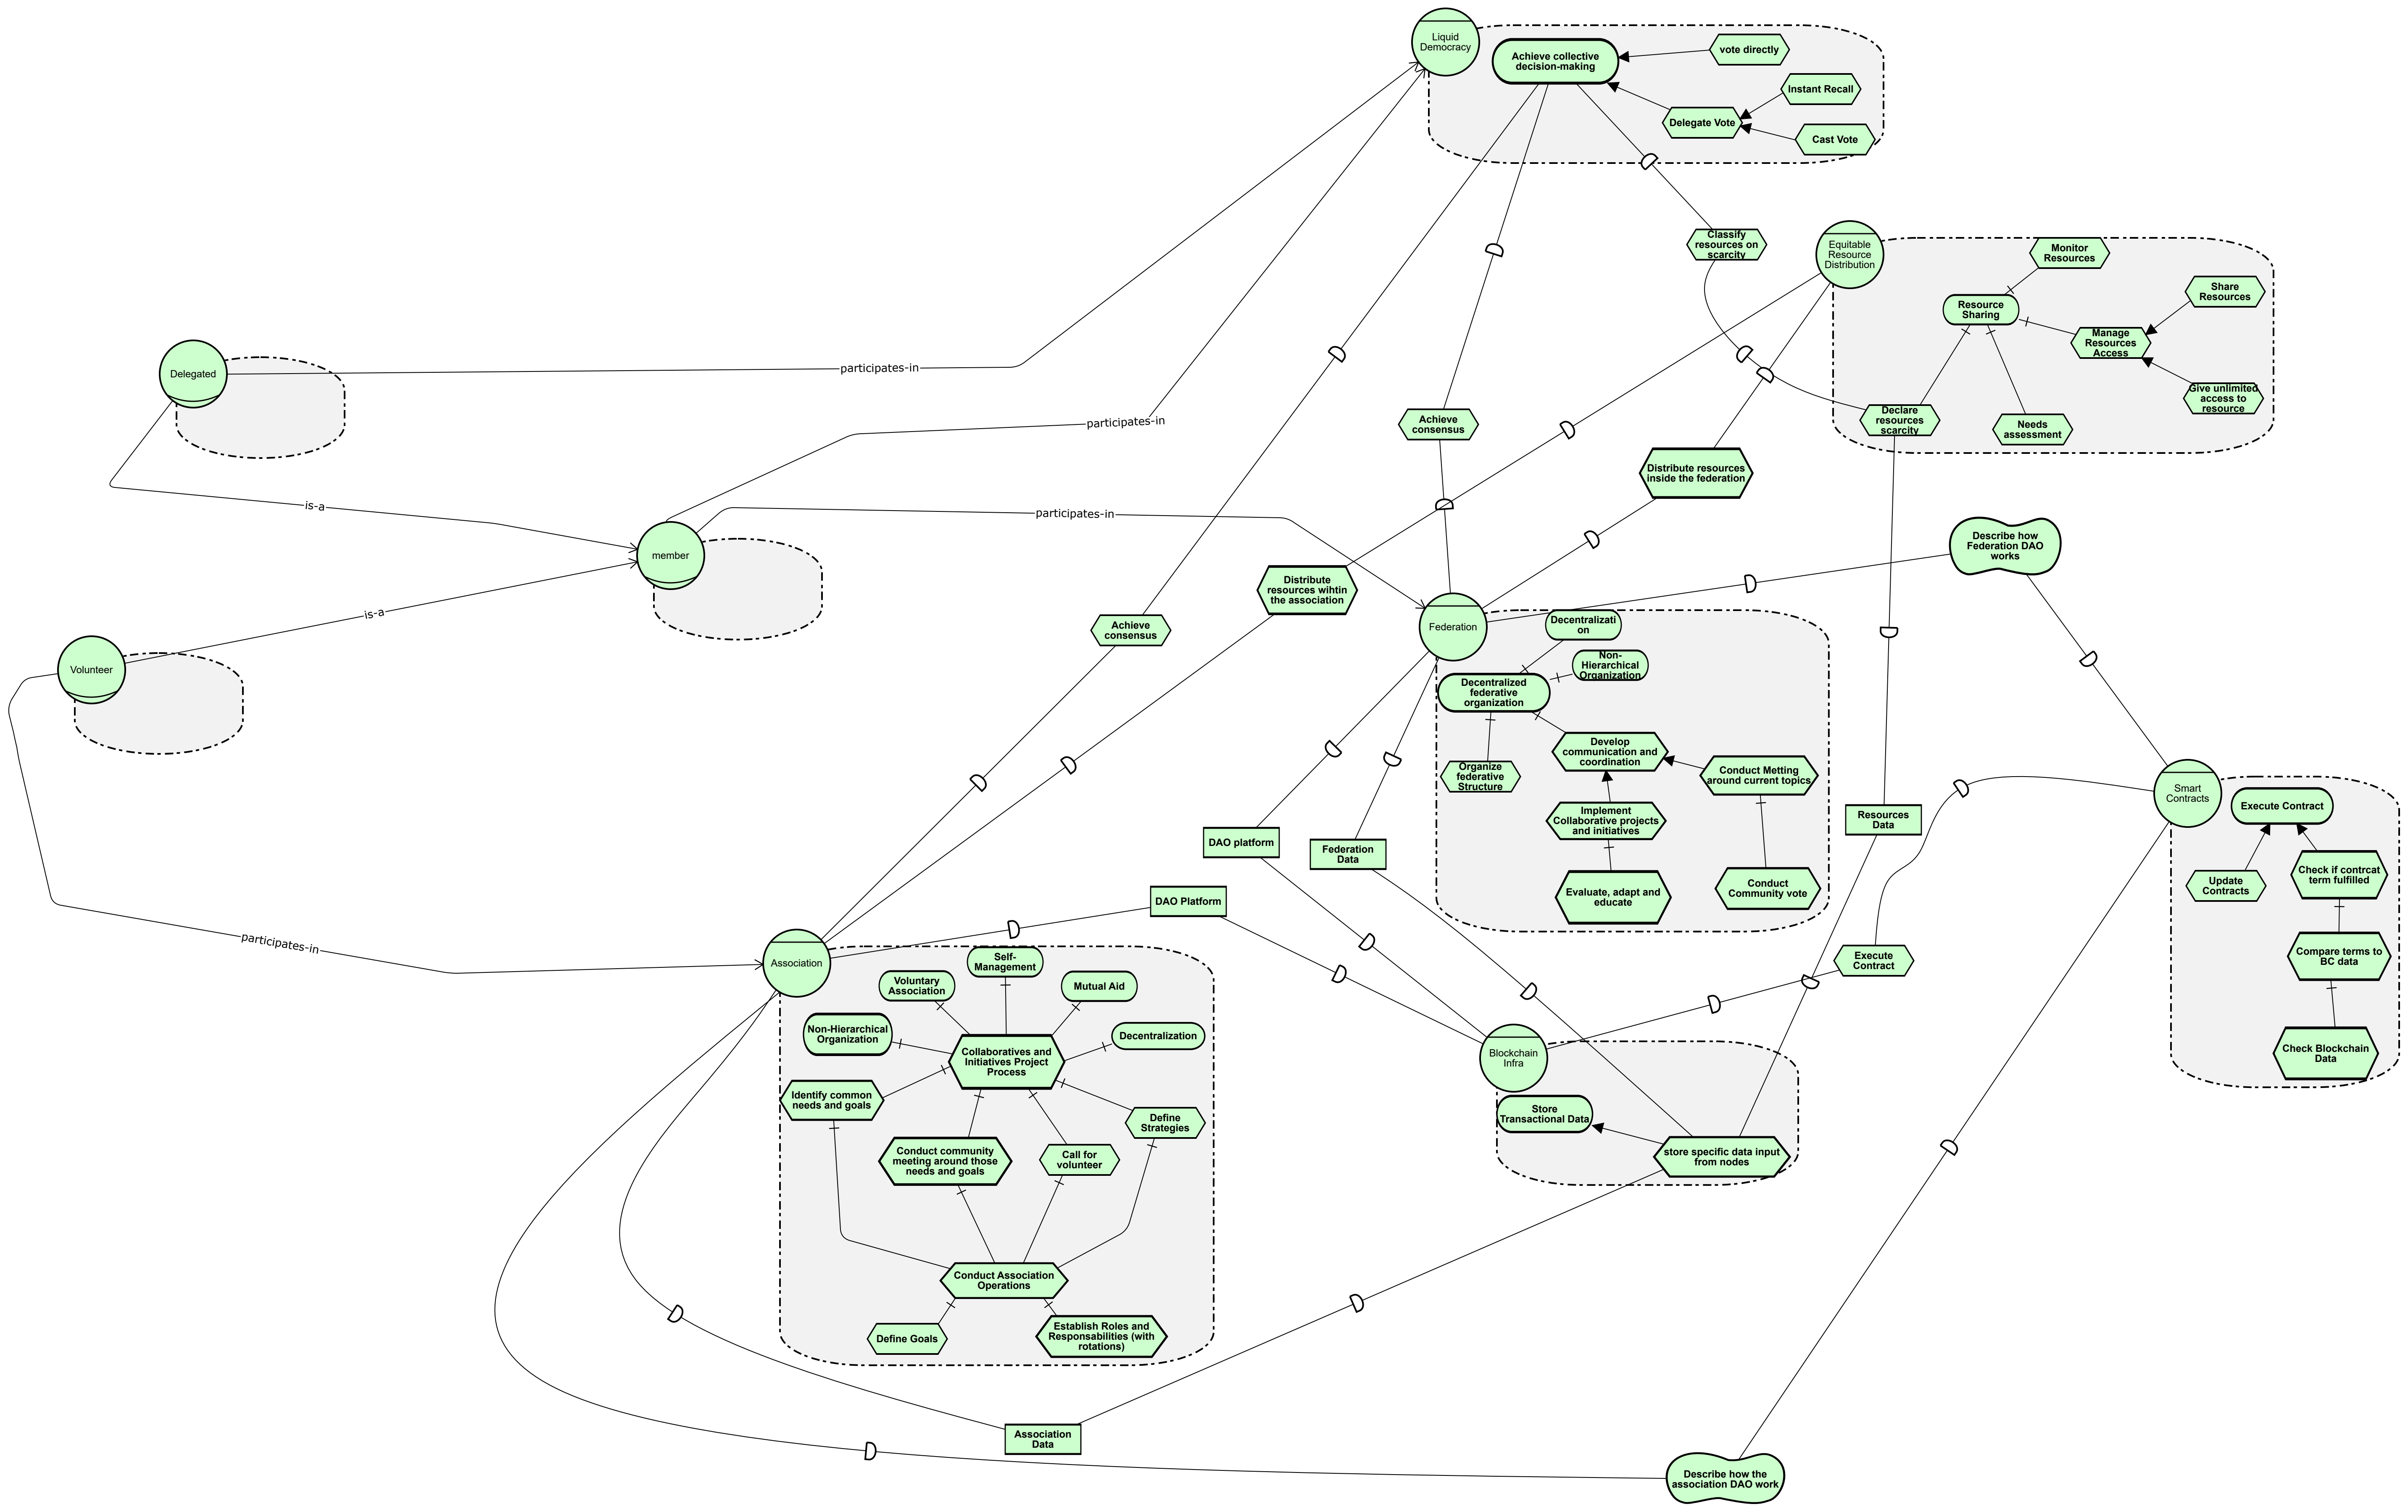 Liquid
Democracy
Achieve collective
decision-making
vote directly
Instant Recall
Delegate Vote
Cast Vote
Classify
resources on
scarcity
Equitable
Resource
Distribution
Monitor
Resources
Share
Resources
Resource
Sharing
Manage
Resources
Access
Give unlimited
access to
resource
Declare
resources
scarcity
Needs
assessment
Delegated
participates-in
participates-in
Achieve
consensus
Distribute resources
inside the federation
is-a
member
participates-in
Describe how
Federation DAO
works
Distribute
resources wihtin
the association
is-a
Achieve
consensus
Volunteer
Federation
Decentralizati
on
Non-
Hierarchical
Organization
Decentralized
federative
organization
Develop
communication and
coordination
Organize
federative
Structure
Conduct Metting
around current topics
Implement
Collaborative projects
and initiatives
Evaluate, adapt and
educate
Conduct
Community vote
DAO platform
Federation
Data
Resources
Data
Smart
Contracts
Execute Contract
Update
Contracts
Check if contrcat
term fulfilled
Compare terms to
BC data
Check Blockchain
Data
DAO Platform
participates-in
Association
Execute
Contract
Self-
Management
Voluntary
Association
Mutual Aid
Non-Hierarchical
Organization
Decentralization
Collaboratives and
Initiatives Project
Process
Identify common
needs and goals
Define
Strategies
Conduct community
meeting around those
needs and goals
Call for
volunteer
Conduct Association
Operations
Define Goals
Establish Roles and
Responsabilities (with
rotations)
Blockchain
Infra
Store
Transactional Data
store specific data input
from nodes
Association
Data
Describe how the
association DAO work